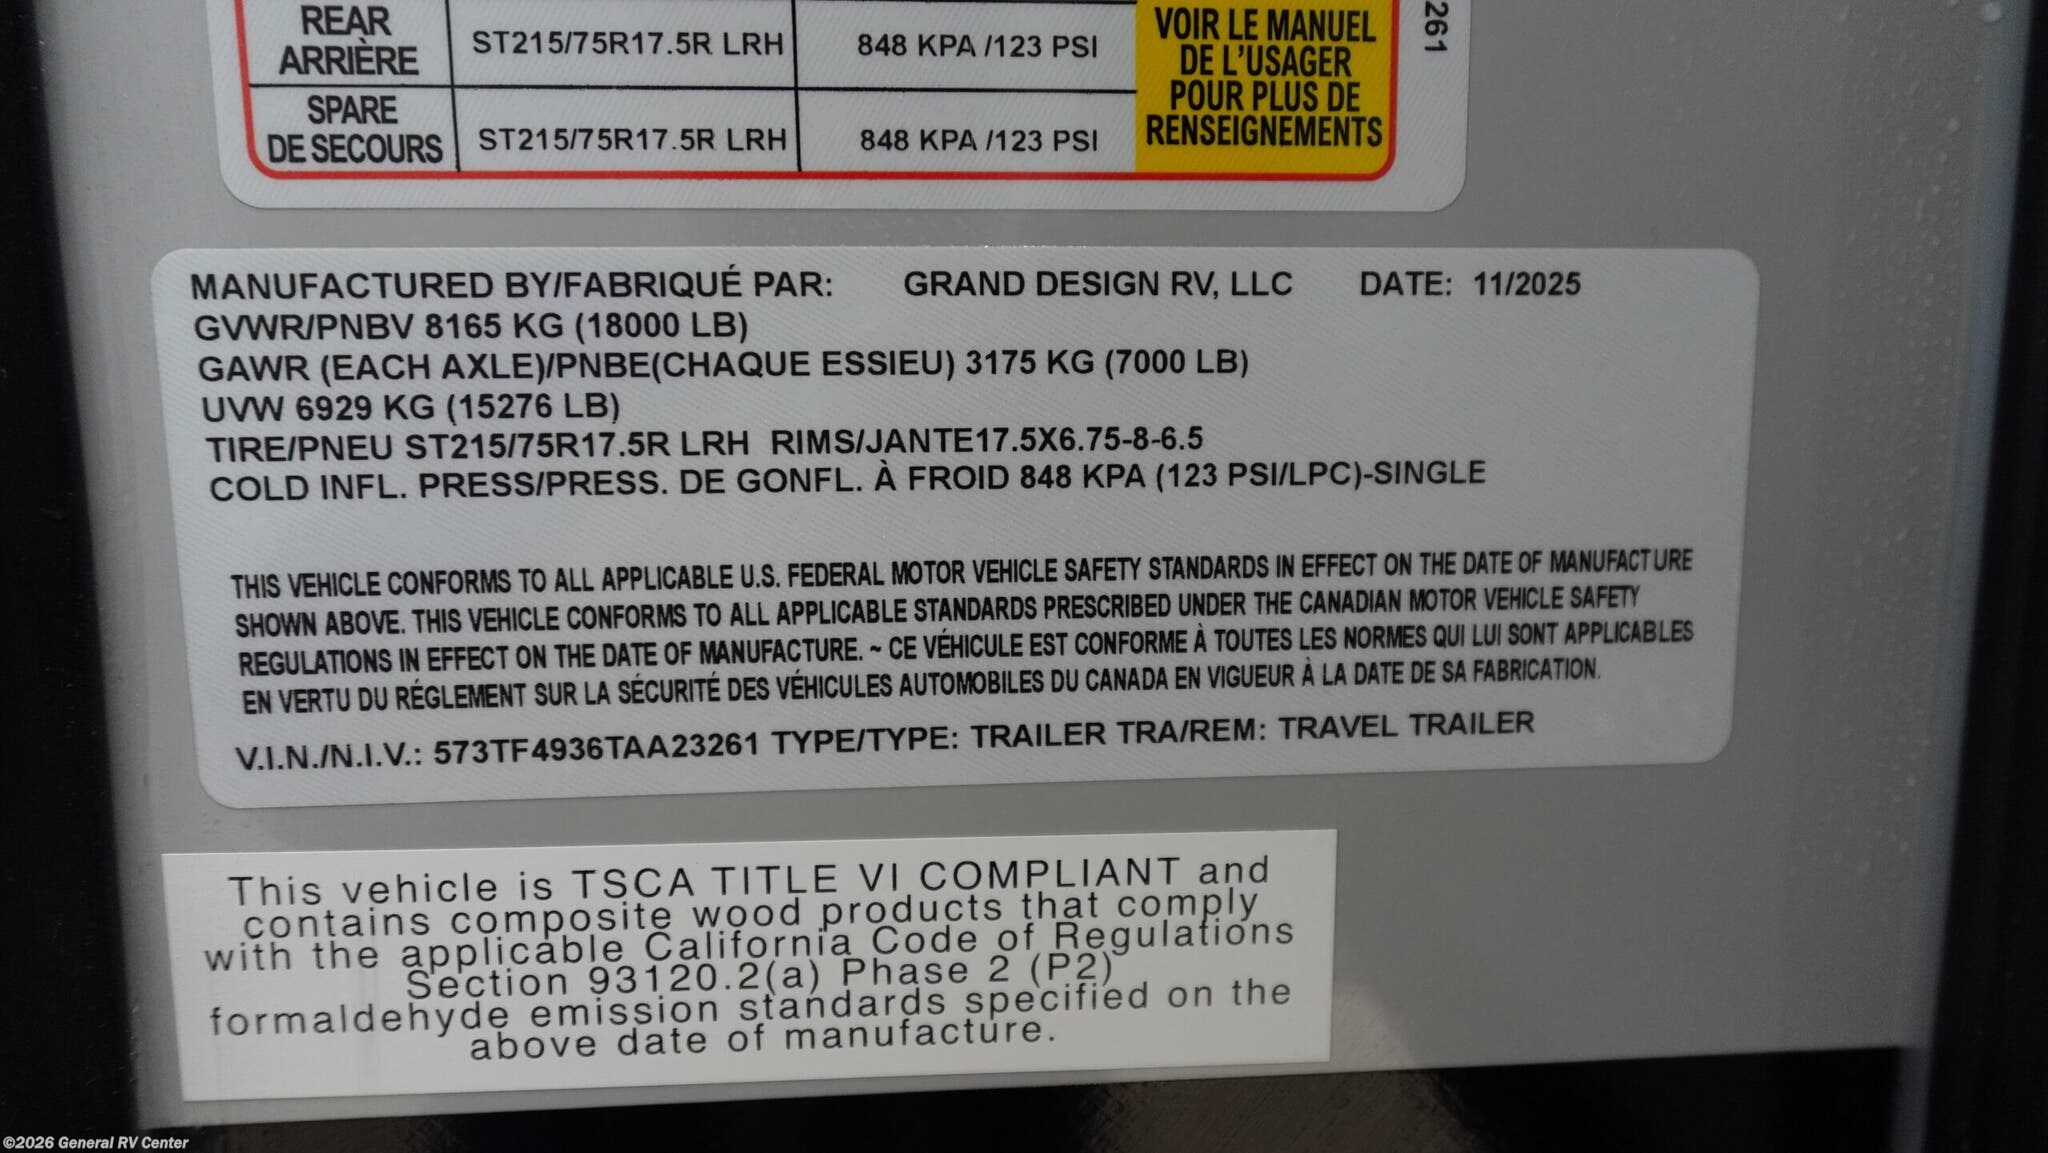 REAR
ARRIÈRE
ST215/75R17.5R LRH
848 KPA /123 PSI
SPARE
DE SECOURS
ST215/75R17.5R LRH
848 KPA /123 PSI
VOIR LE MANUEL
DE L'USAGER
POUR PLUS DE
RENSEIGNEMENTS
261
MANUFACTURED BY/FABRIQUÉ PAR: GRAND DESIGN RV, LLC DATE: 11/2025
GVWR/PNBV 8165 KG (18000 LB)
GAWR (EACH AXLE)/PNBE(CHAQUE ESSIEU) 3175 KG (7000 LB)
UVW 6929 KG (15276 LB)
TIRE/PNEU ST215/75R17.5R LRH RIMS/JANTE17.5X6.75-8-6.5
COLD INFL. PRESS/PRESS. DE GONFL. À FROID 848 KPA (123 PSI/LPC)-SINGLE
THIS VEHICLE CONFORMS TO ALL APPLICABLE U.S. FEDERAL MOTOR VEHICLE SAFETY STANDARDS IN EFFECT ON THE DATE OF MANUFACTURE
SHOWN ABOVE. THIS VEHICLE CONFORMS TO ALL APPLICABLE STANDARDS PRESCRIBED UNDER THE CANADIAN MOTOR VEHICLE SAFETY
REGULATIONS IN EFFECT ON THE DATE OF MANUFACTURE. ~ CE VÉHICULE EST CONFORME À TOUTES LES NORMES QUI LUI SONT APPLICABLES
EN VERTU DU RÉGLEMENT SUR LA SÉCURITÉ DES VÉHICULES AUTOMOBILES DU CANADA EN VIGUEUR À LA DATE DE SA FABRICATION.
V.I.N./N.I.V.: 573TF4936TAA23261 TYPE/TYPE: TRAILER TRA/REM: TRAVEL TRAILER
This vehicle is TSCA TITLE VI COMPLIANT and
contains composite wood products that comply
with the applicable California Code of Regulations
Section 93120.2(a) Phase 2 (P2)
formaldehyde emission standards specified on the
above date of manufacture.
©2026 General RV Center